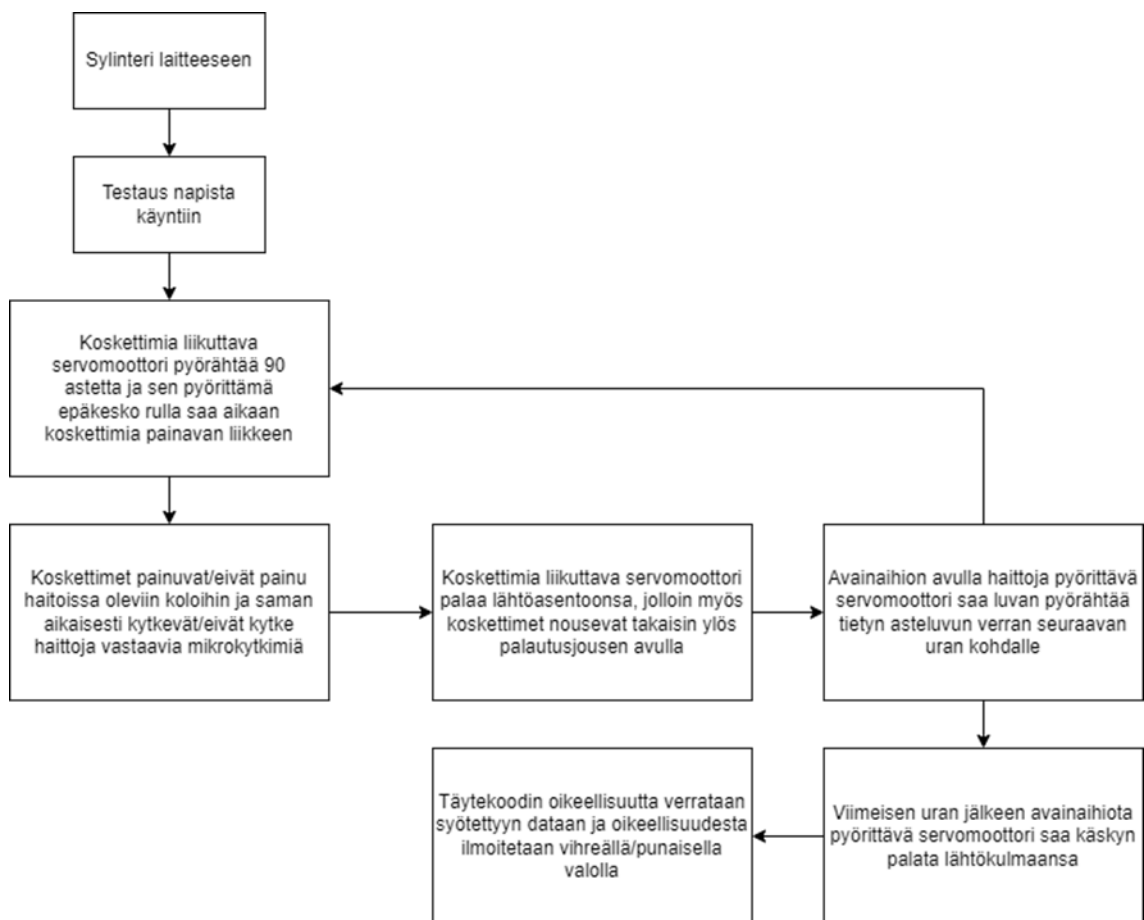 Sylinteri laitteeseen
Testaus napista
käyntiin
Koskettimia liikuttava
servomoottori pyörähtää 90
astetta ja sen pyörittämä
epäkesko rulla saa aikaan
koskettimia painavan liikkeen
Koskettimet painuvat/eivät painu
haitoissa oleviin koloihin ja saman
aikaisesti kytkevät/eivät kytke
haittoja vastaavia mikrokytkimiä
Koskettimia liikuttava servomoottori
palaa lähtöasentoonsa, jolloin myös
koskettimet nousevat takaisin ylös
palautusjousen avulla
Avainaihion avulla haittoja pyörittävä
servomoottori saa luvan pyörähtää
tietyn asteluvun verran seuraavan
uran kohdalle
Viimeisen uran jälkeen avainaihiota
pyörittävä servomoottori saa käskyn
palata lähtökulmaansa
Täytekoodin oikeellisuutta verrataan
syötettyyn dataan ja oikeellisuudesta
ilmoitetaan vihreällä/punaisella
valolla